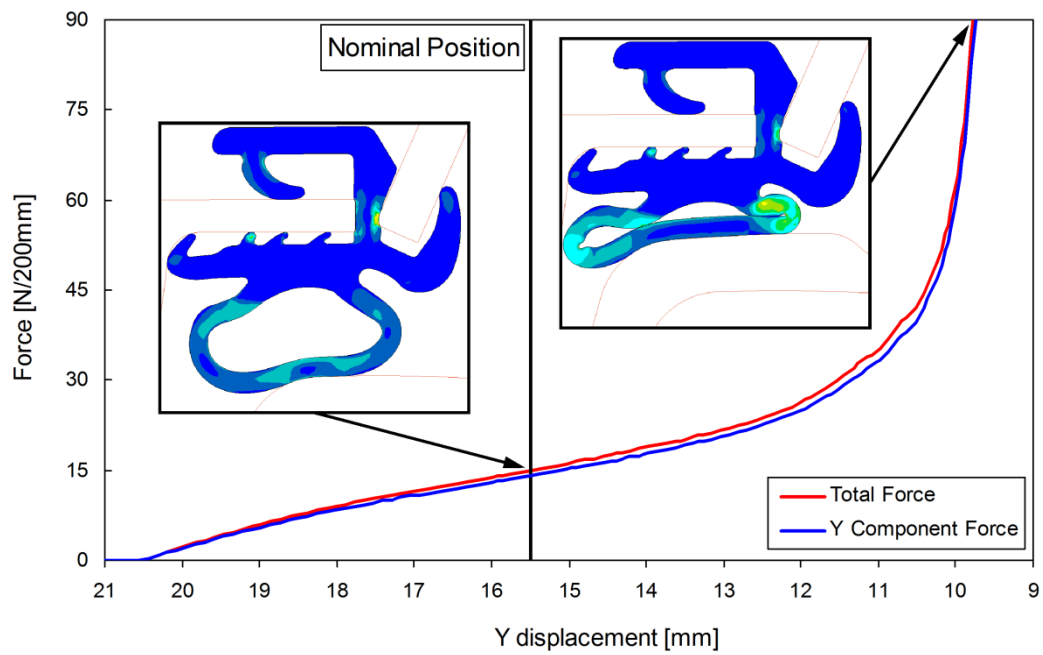 Force [N/200mm]
90
75
60
45
30
15
0
Nominal Position
Total Force
Y Component Force
21 20 19 18 17 16 15 14 13 12 11 10 9
Y displacement [mm]